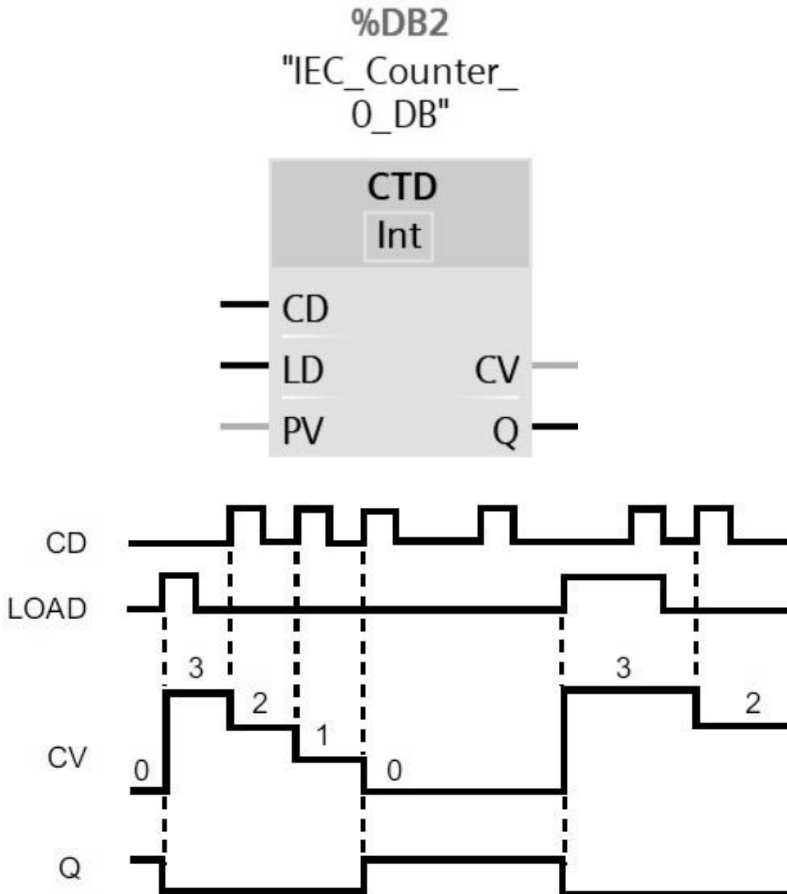 %DB2
"IEC_Counter_
0_DB"
CTD
Int
CD
LD CV
PV Q
CD
LOAD
3 3
2 2
1
CV 0 0
Q